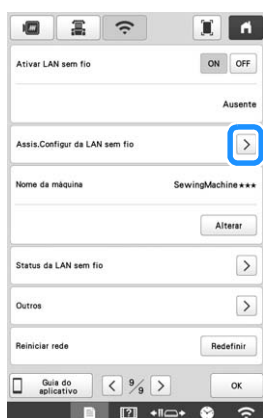 Ativar LAN sem fio
ON OFF
Ausente
Assis.Configur da LAN sem fio
Nome da máquina SewingMachine★★★
Alterar
Status da LAN sem fio
Outros
Reiniciar rede Redefinir
Guia do
aplicativo
9/9
OK